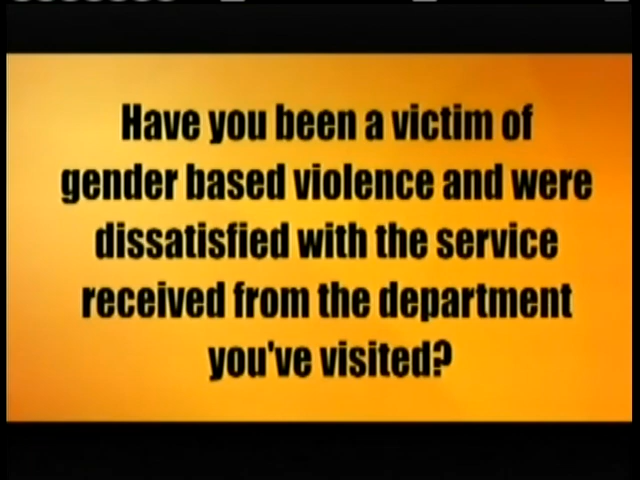 Have you been a victim of
gender based violence and were
dissatisfied with the service
received from the department
you've visited?